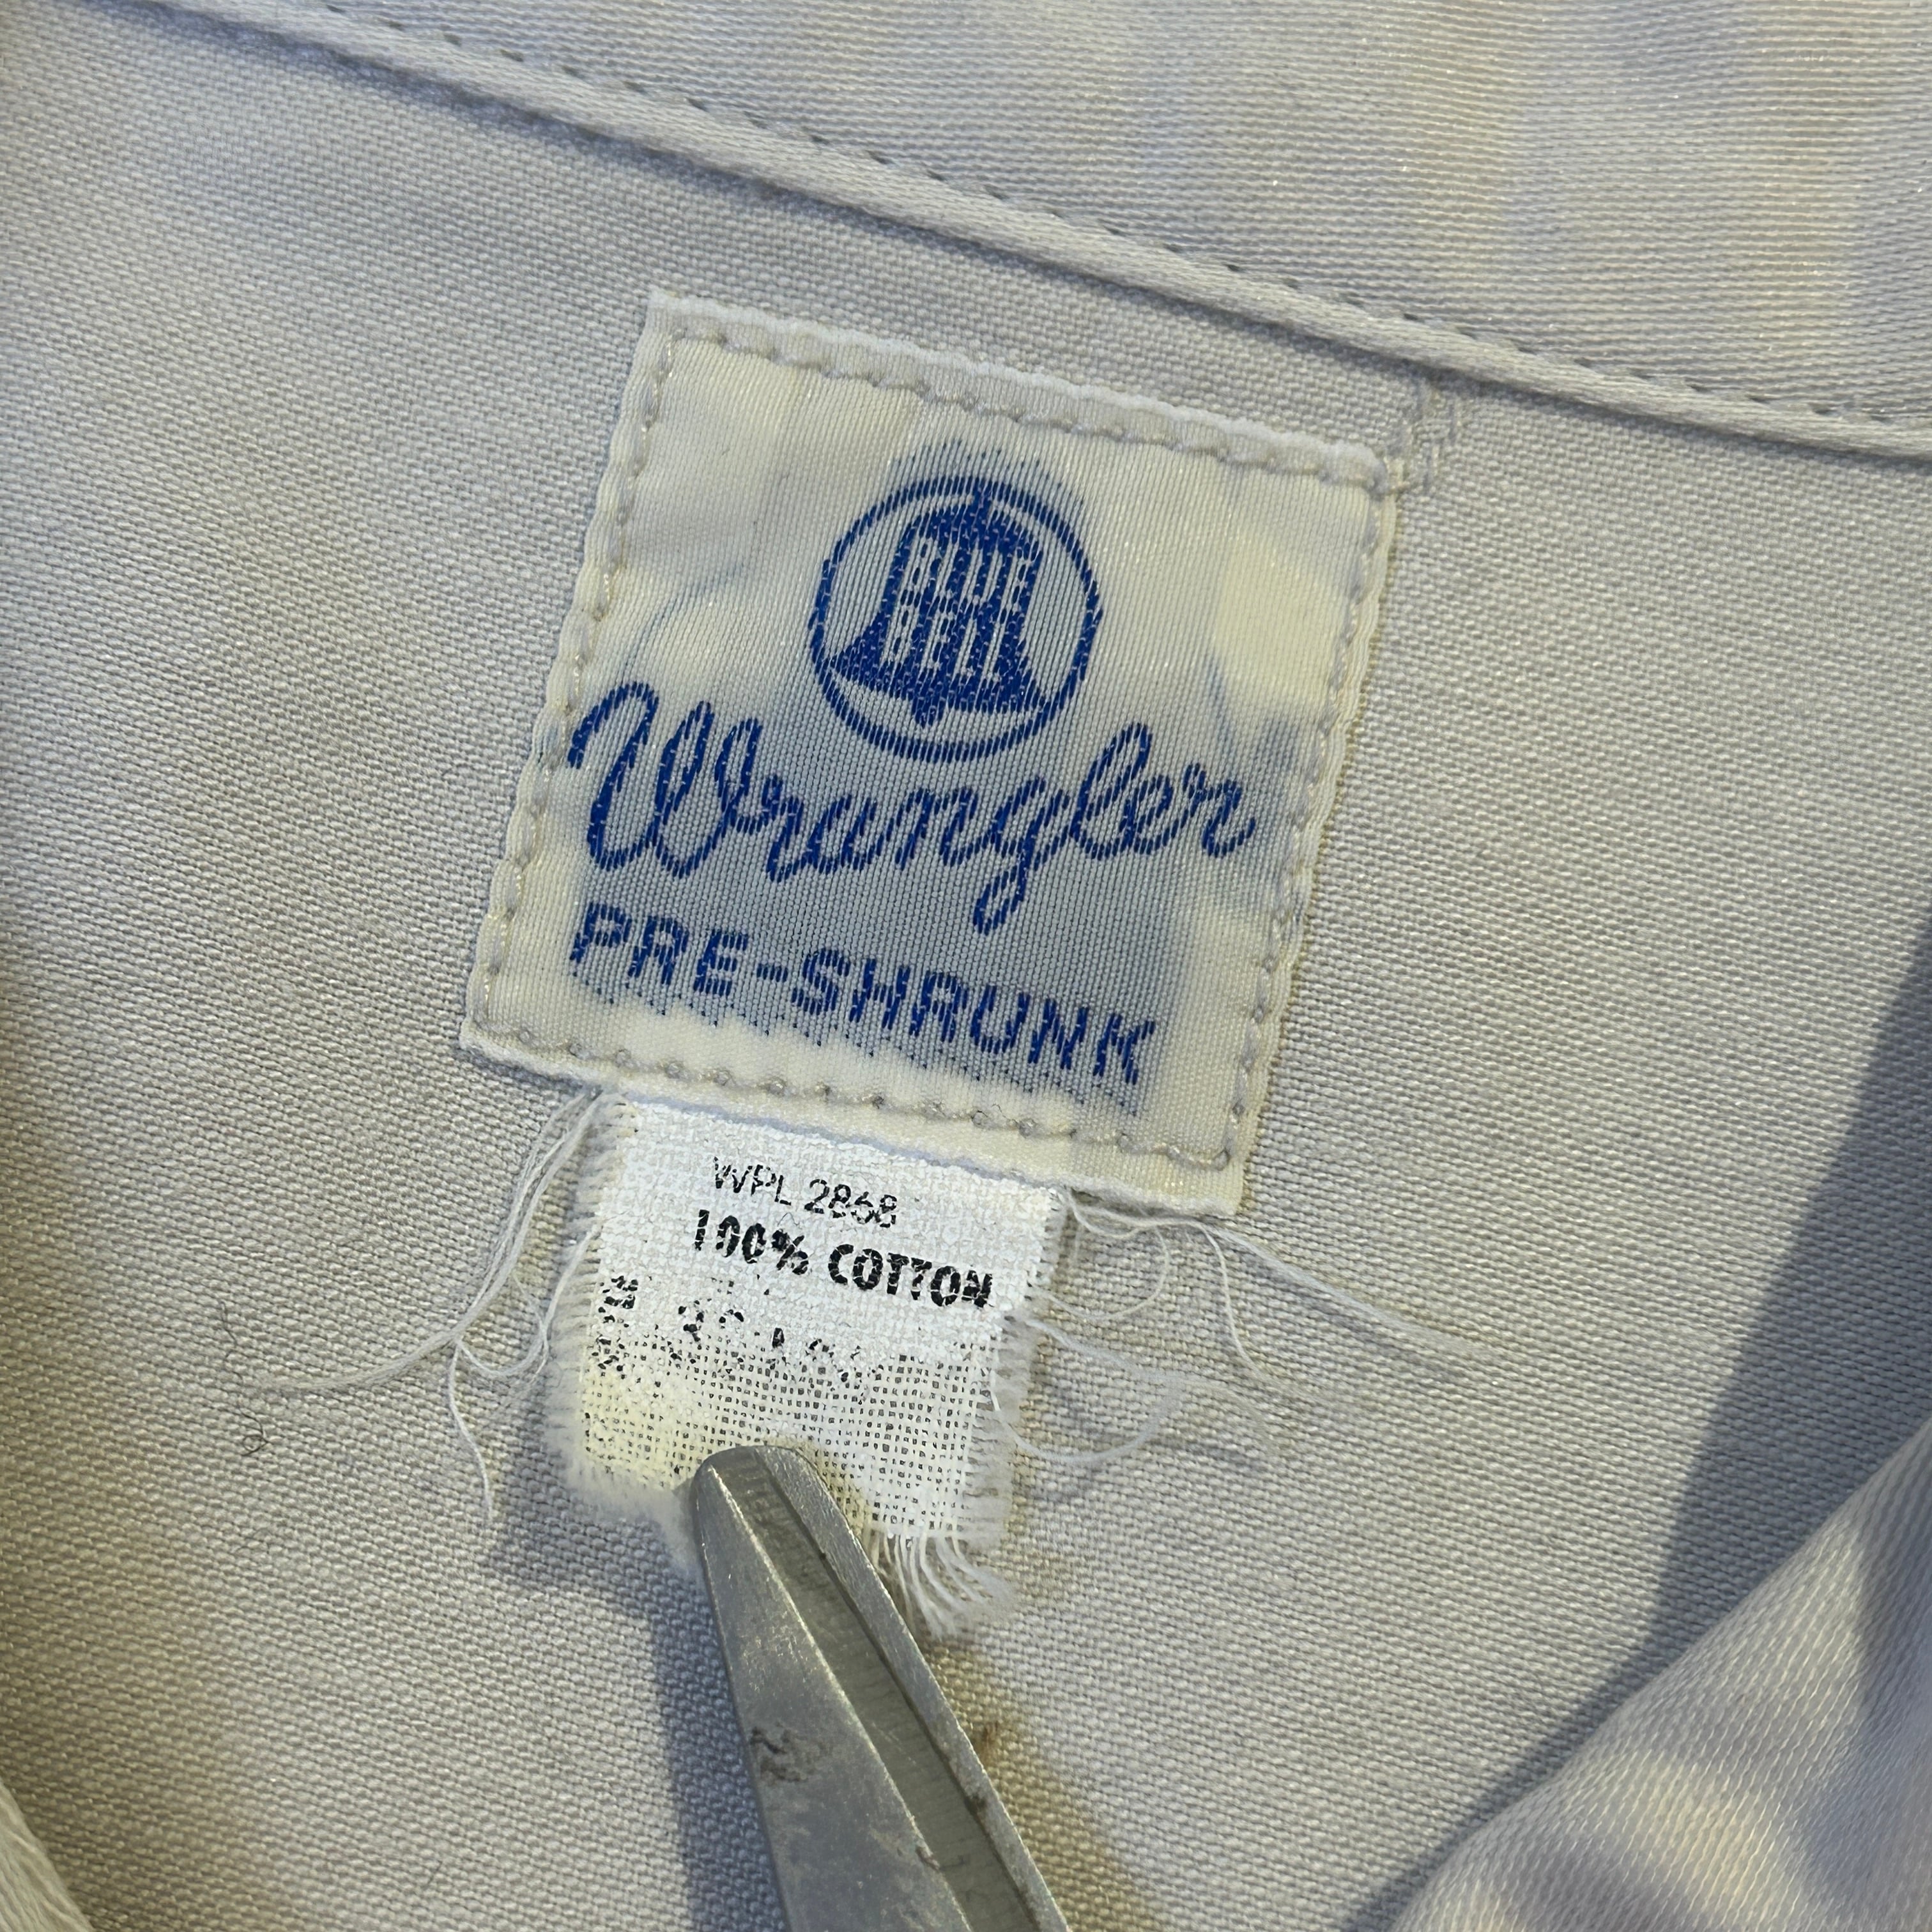 BLUE
BELL
Wrangler
PRE-SHRUNK
WPL 2868
100% COTTON